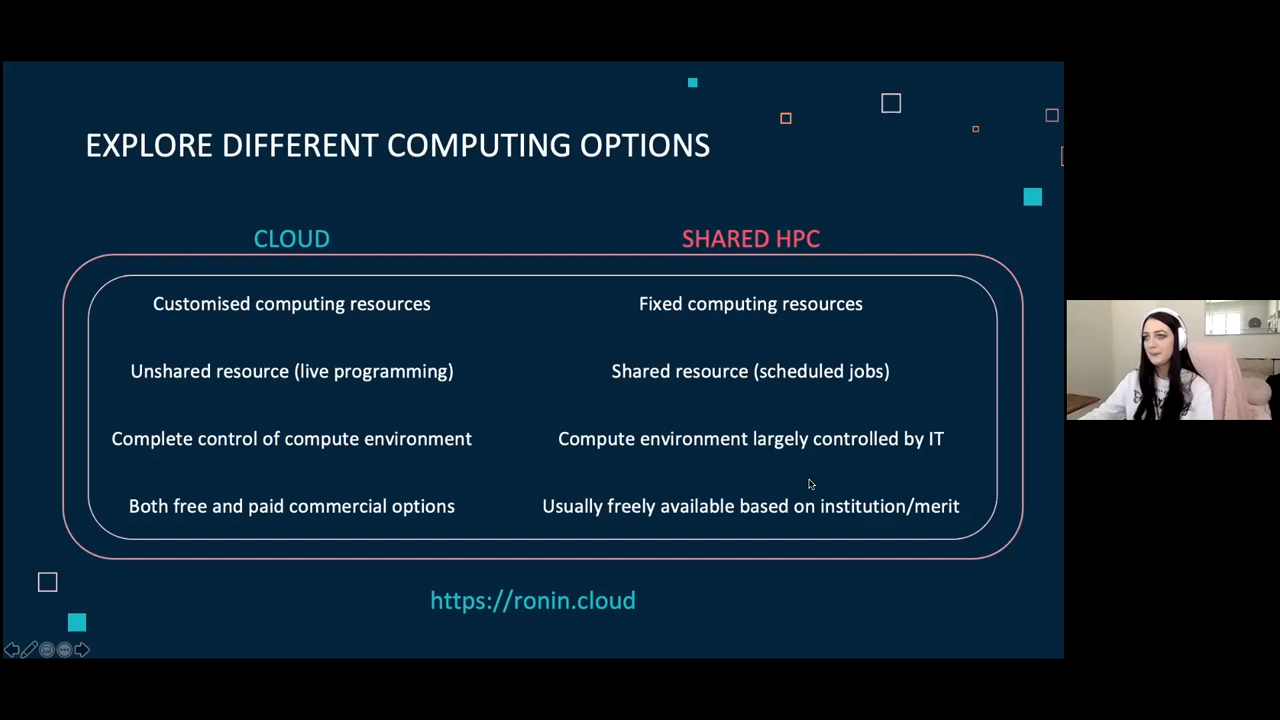 EXPLORE DIFFERENT COMPUTING OPTIONS
CLOUD
SHARED HPC
Customised computing resources
Fixed computing resources
Unshared resource (live programming)
Shared resource (scheduled jobs)
Complete control of compute environment
Compute environment largely controlled by IT
Both free and paid commercial options
Usually freely available based on institution/merit
https://ronin.cloud